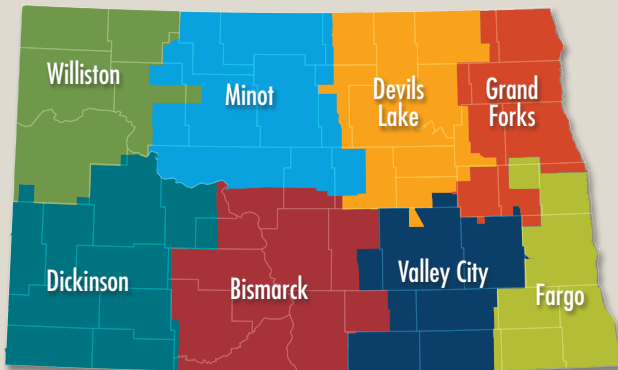 Williston
Minot
Devils
Lake
Grand
Forks
Dickinson
Bismarck
Valley City
Fargo